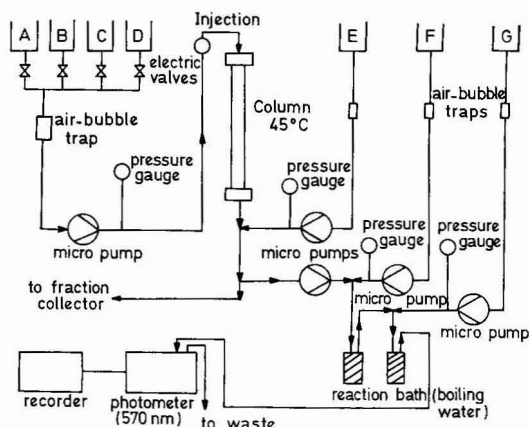 Injection
A B C D E F G
electric
valves
air-bubble
trap
Column
45°C
air-bubble
traps
pressure
gauge
pressure
gauge
pressure
gauge
pressure
gauge
micro pump
micro pumps
micro pump
micro pump
to fraction
collector
reaction bath (boiling
water)
recorder
photometer
(570 nm)
to waste